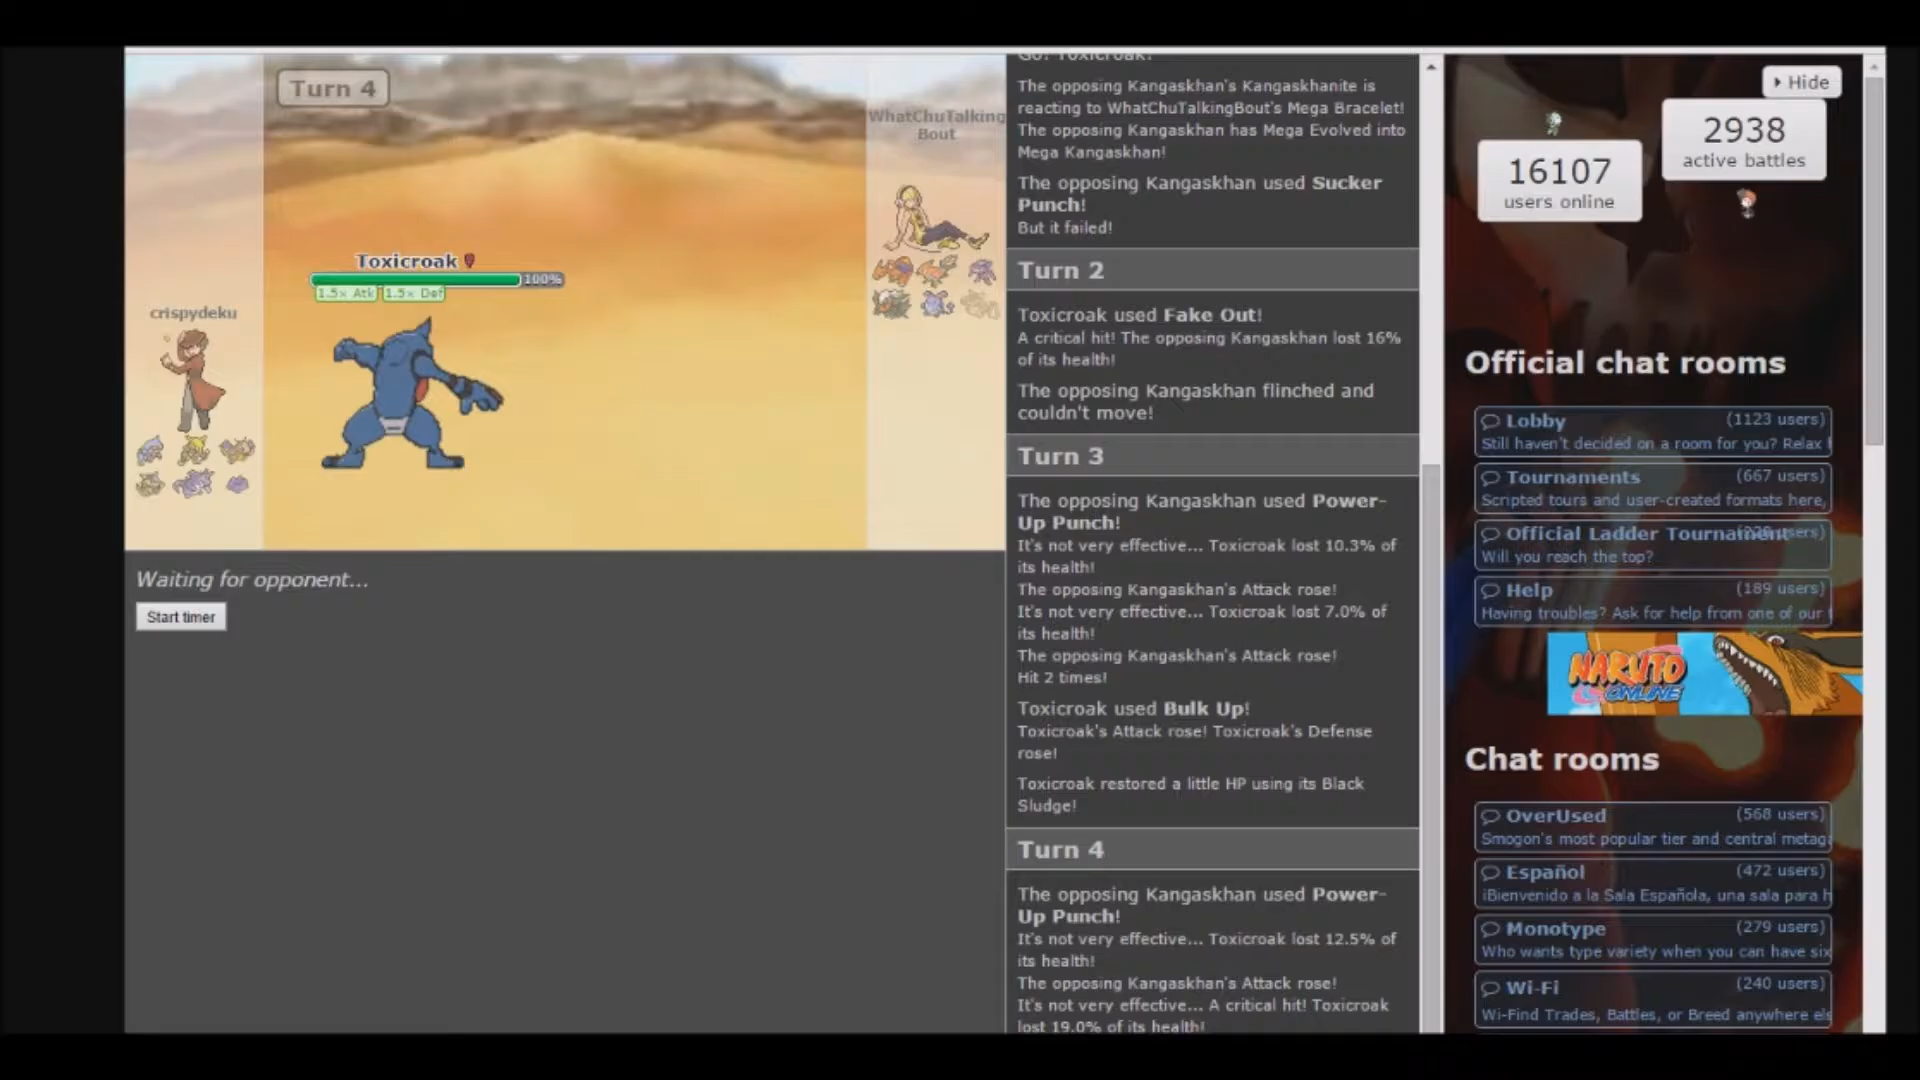 Turn 4
WhatChuTalking
Bout
Toxicroak
100%
1.5× Atk 1.5× Def
crispydeku
Waiting for opponent...
Start timer
Go! Toxicroak!
The opposing Kangaskhan's Kangaskhanite is
reacting to WhatChuTalkingBout's Mega Bracelet!
The opposing Kangaskhan has Mega Evolved into
Mega Kangaskhan!
The opposing Kangaskhan used Sucker
Punch!
But it failed!
Turn 2
Toxicroak used Fake Out!
A critical hit! The opposing Kangaskhan lost 16%
of its health!
The opposing Kangaskhan flinched and
couldn't move!
Turn 3
The opposing Kangaskhan used Power-
Up Punch!
It's not very effective... Toxicroak lost 10.3% of
its health!
The opposing Kangaskhan's Attack rose!
It's not very effective... Toxicroak lost 7.0% of
its health!
The opposing Kangaskhan's Attack rose!
Hit 2 times!
Toxicroak used Bulk Up!
Toxicroak's Attack rose! Toxicroak's Defense
rose!
Toxicroak restored a little HP using its Black
Sludge!
Turn 4
The opposing Kangaskhan used Power-
Up Punch!
It's not very effective... Toxicroak lost 12.5% of
its health!
The opposing Kangaskhan's Attack rose!
It's not very effective... A critical hit! Toxicroak
lost 19.0% of its health!
Hide
16107
users online
2938
active battles
Official chat rooms
Lobby (1123 users)
Still haven't decided on a room for you? Relax
Tournaments (667 users)
Scripted tours and user-created formats here,
Official Ladder Tournament users)
Will you reach the top?
Help (189 users)
Having troubles? Ask for help from one of our
NARUTO
ONLINE
Chat rooms
OverUsed (568 users)
Smogon's most popular tier and central metag
Español (472 users)
¡Bienvenido a la Sala Española, una sala para h
Monotype (279 users)
Who wants type variety when you can have six
Wi-Fi (240 users)
Wi-Find Trades, Battles, or Breed anywhere els